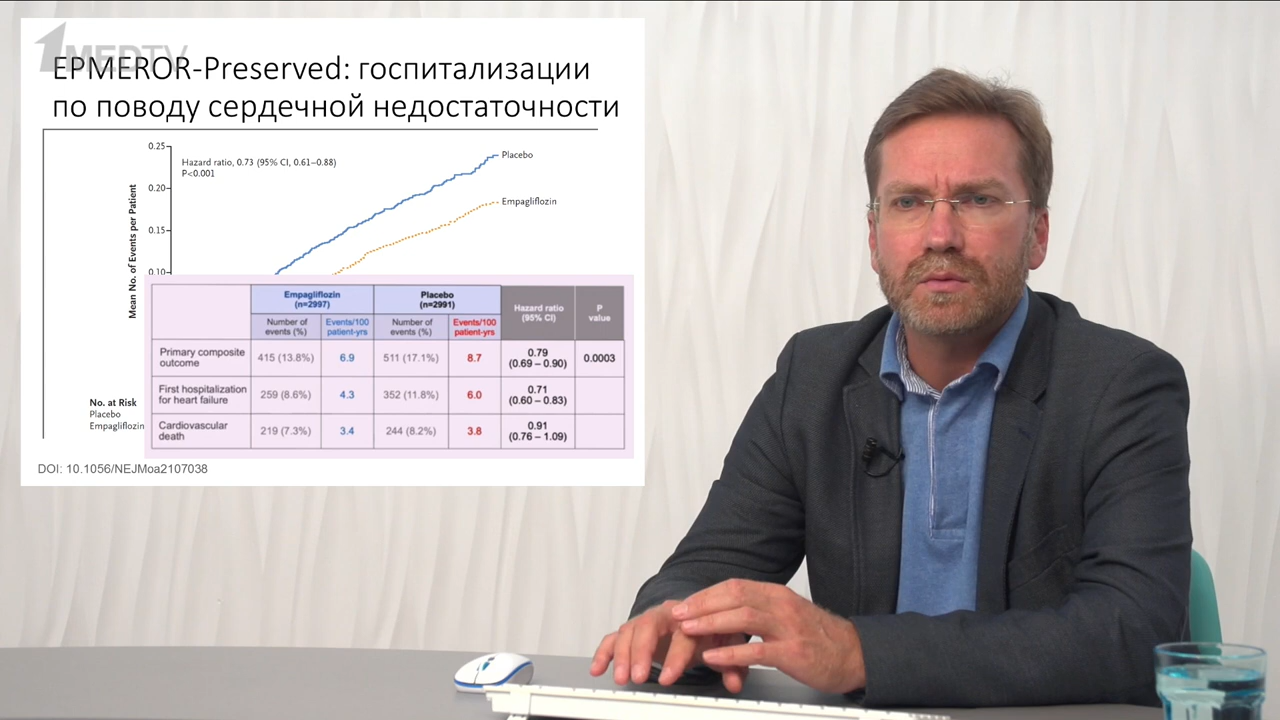 1MEDTV
EPMEROR-Preserved: госпитализации
по поводу сердечной недостаточности
0.25
Hazard ratio, 0.73 (95% CI, 0.61–0.88)
P<0.001
Placebo
0.20
Empagliflozin
0.15
0.10
Mean No. of Events per Patient
Empagliflozin
(n=2997)
Placebo
(n=2991)
Hazard ratio
(95% CI)
P
value
Number of
events (%)
Events/100
patient-yrs
Number of
events (%)
Events/100
patient-yrs
Primary composite
outcome
415 (13.8%)
6.9
511 (17.1%)
8.7
0.79
(0.69 – 0.90)
0.0003
First hospitalization
for heart failure
259 (8.6%)
4.3
352 (11.8%)
6.0
0.71
(0.60 – 0.83)
Cardiovascular
death
219 (7.3%)
3.4
244 (8.2%)
3.8
0.91
(0.76 – 1.09)
No. at Risk
Placebo
Empagliflozin
DOI: 10.1056/NEJMoa2107038